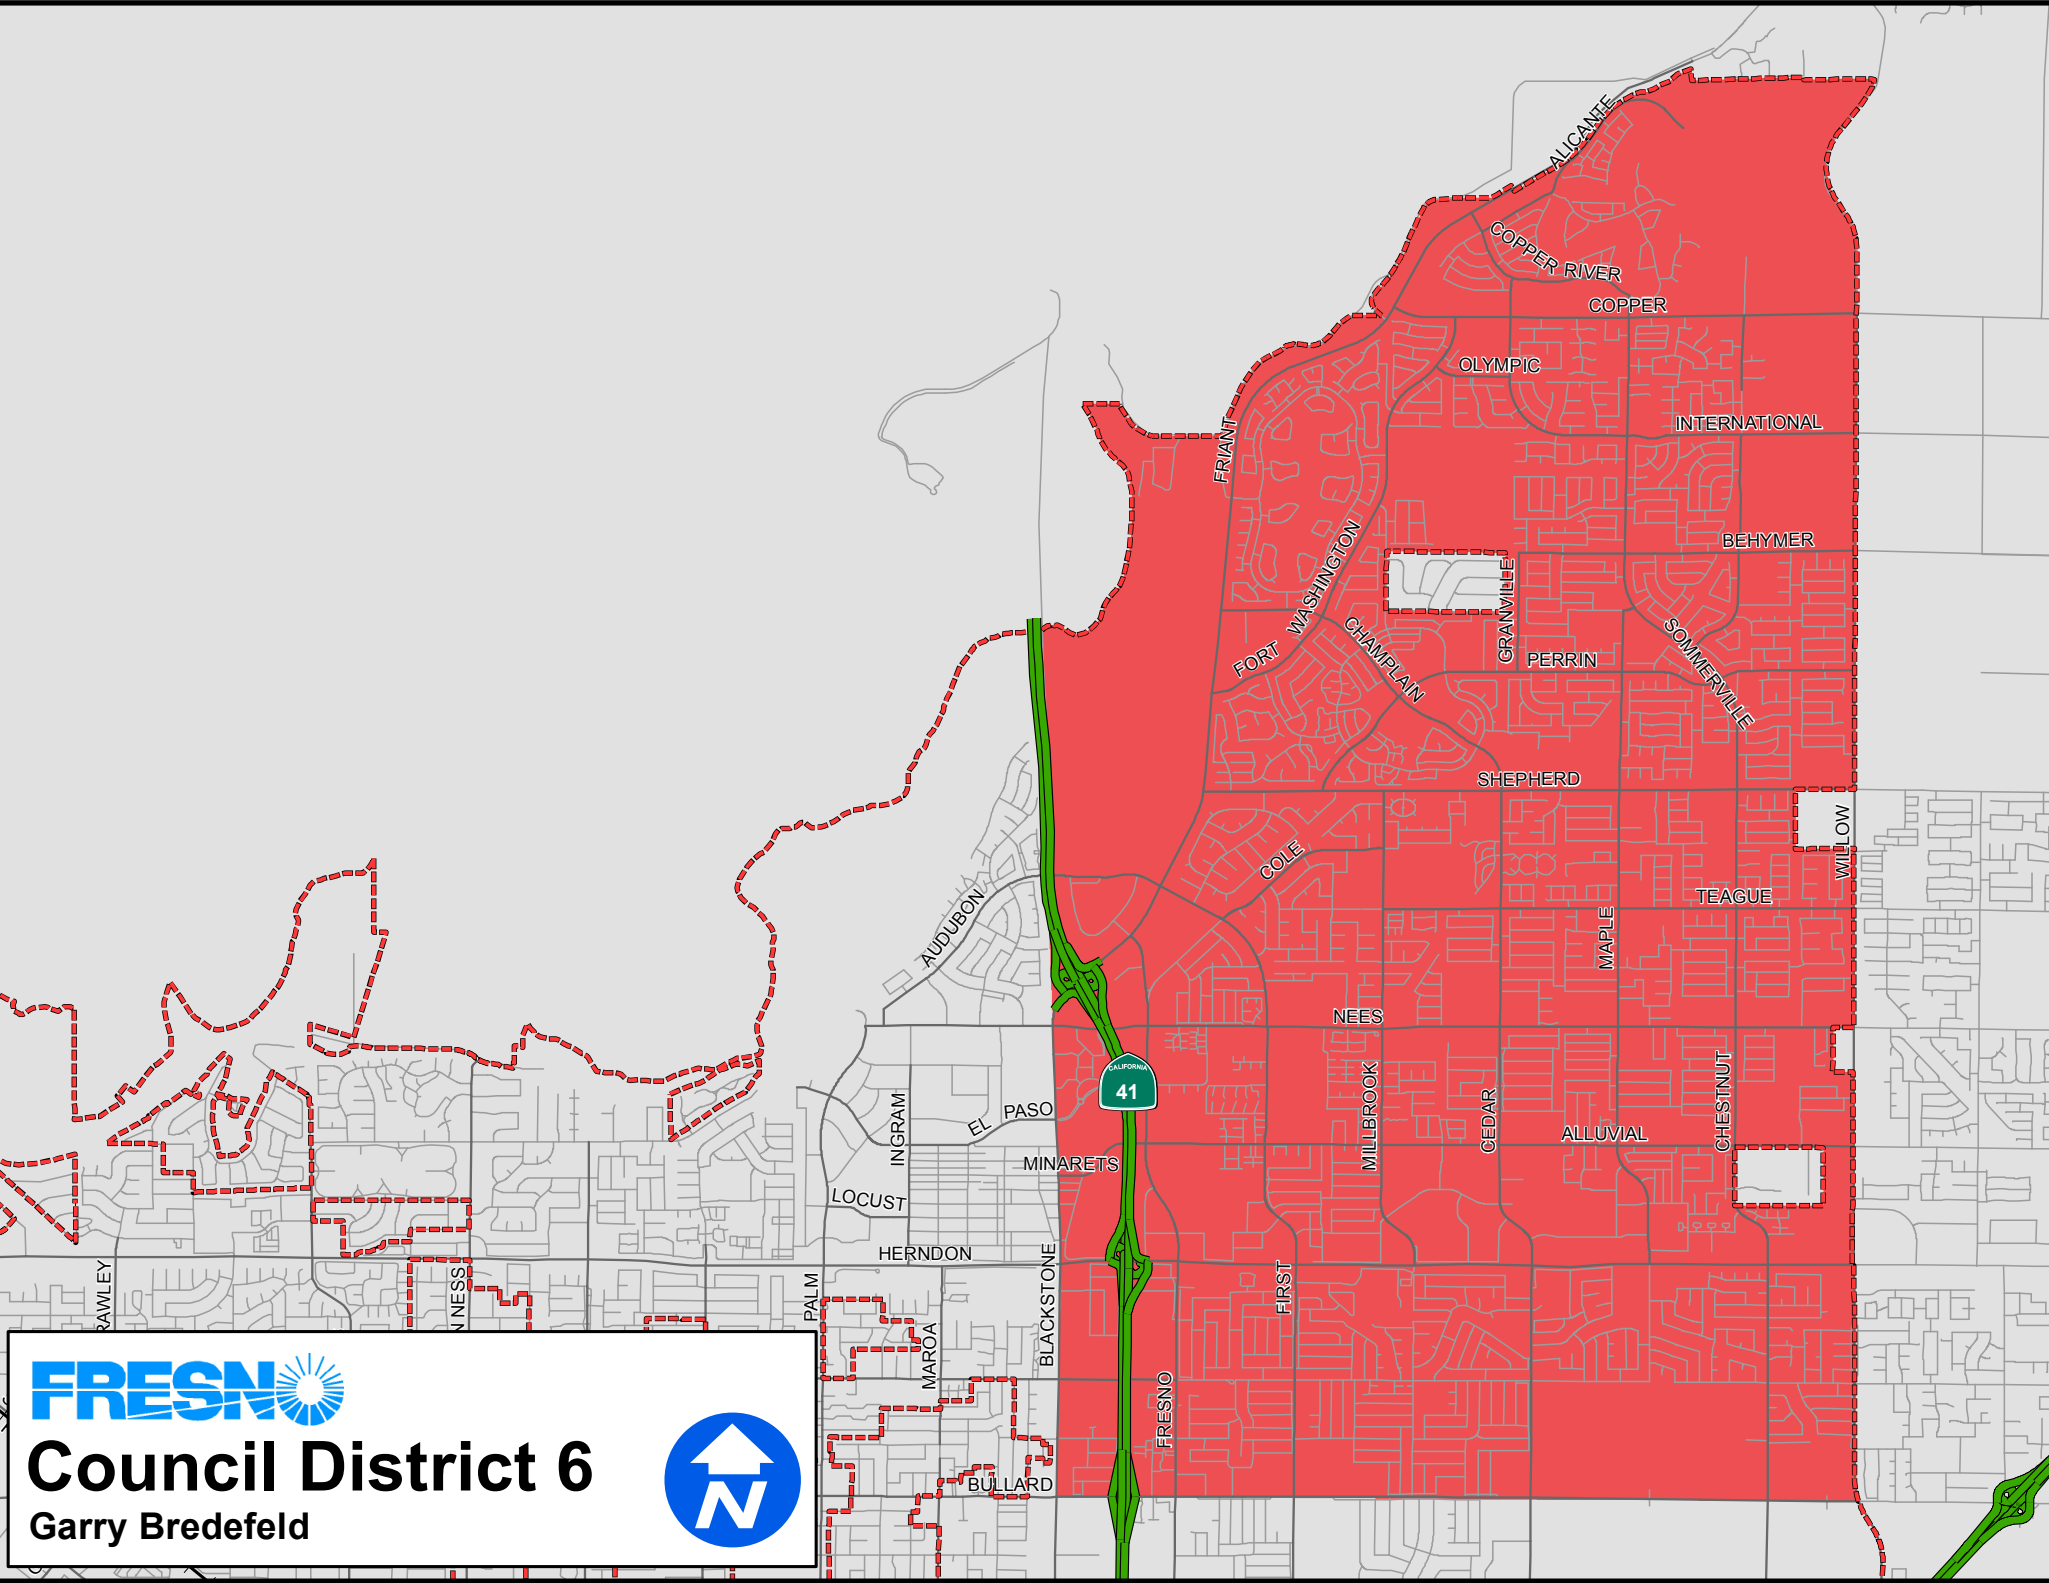 ALICANTE
COPPER RIVER
COPPER
OLYMPIC
INTERNATIONAL
FRIANT
BEHYMER
FORT WASHINGTON
GRANVILLE
CHAMPLAIN
SOMMERVILLE
PERRIN
SHEPHERD
WILLOW
COLE
TEAGUE
AUDUBON
MAPLE
NEES
CALIFORNIA
41
INGRAM
EL PASO
MILLBROOK
CEDAR
CHESTNUT
ALLUVIAL
MINARETS
LOCUST
HERNDON
BLACKSTONE
FIRST
PALM
RAWLEY
N NESS
MAROA
FRESNO
BULLARD
FRESNO
Council District 6
Garry Bredefeld
N